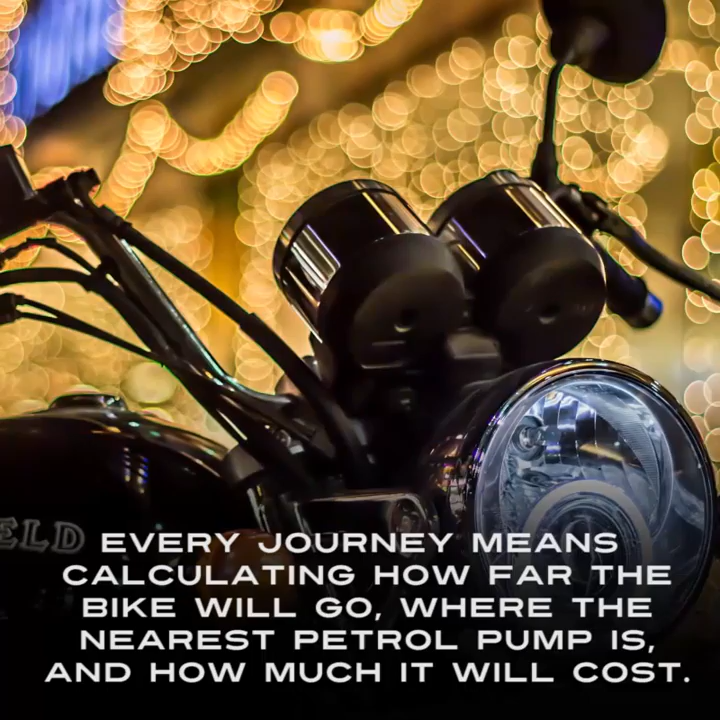 ELD
EVERY JOURNEY MEANS
CALCULATING HOW FAR THE
BIKE WILL GO, WHERE THE
NEAREST PETROL PUMP IS,
AND HOW MUCH IT WILL COST.